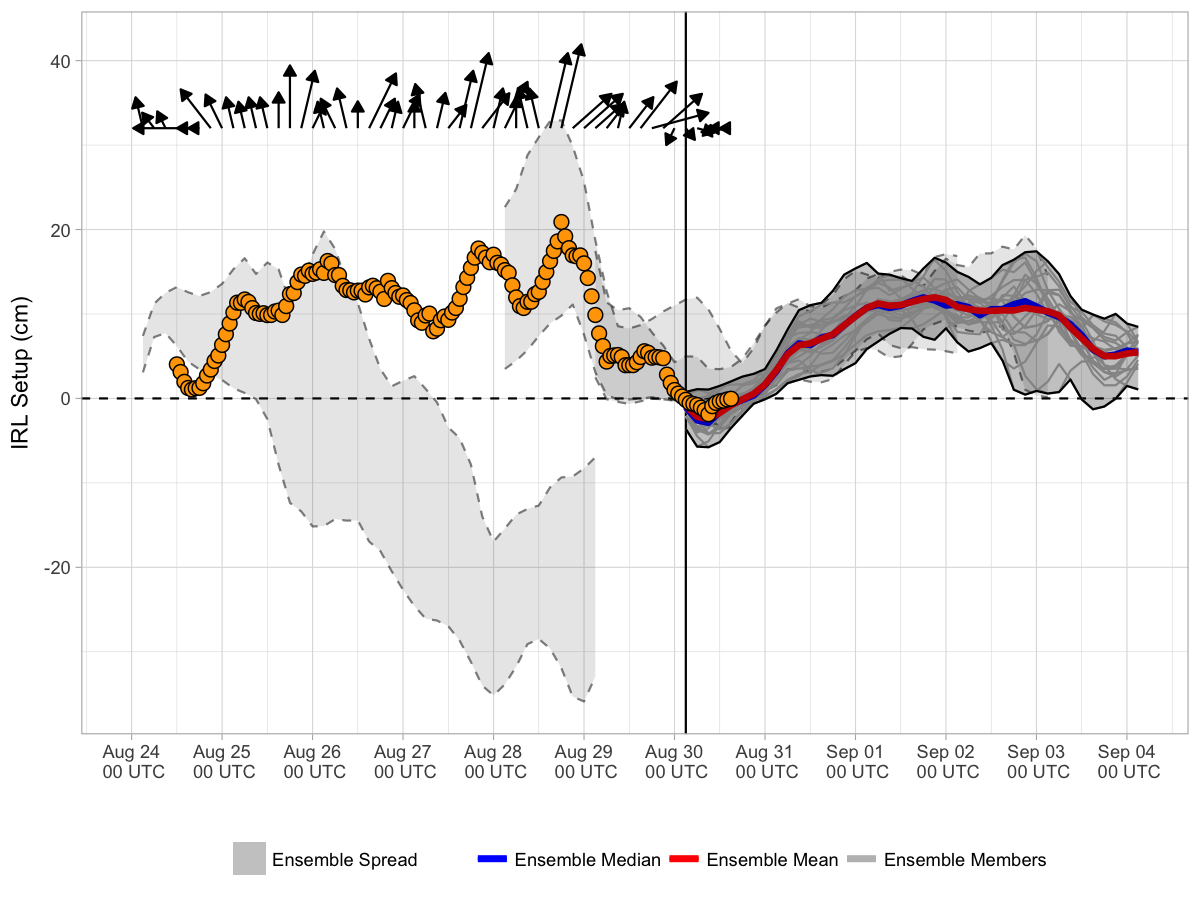 IRL Setup (cm)
40
20
0
-20
Aug 24 Aug 25 Aug 26 Aug 27 Aug 28 Aug 29 Aug 30 Aug 31 Sep 01 Sep 02 Sep 03 Sep 04
00 UTC 00 UTC 00 UTC 00 UTC 00 UTC 00 UTC 00 UTC 00 UTC 00 UTC 00 UTC 00 UTC 00 UTC
Ensemble Spread Ensemble Median Ensemble Mean Ensemble Members